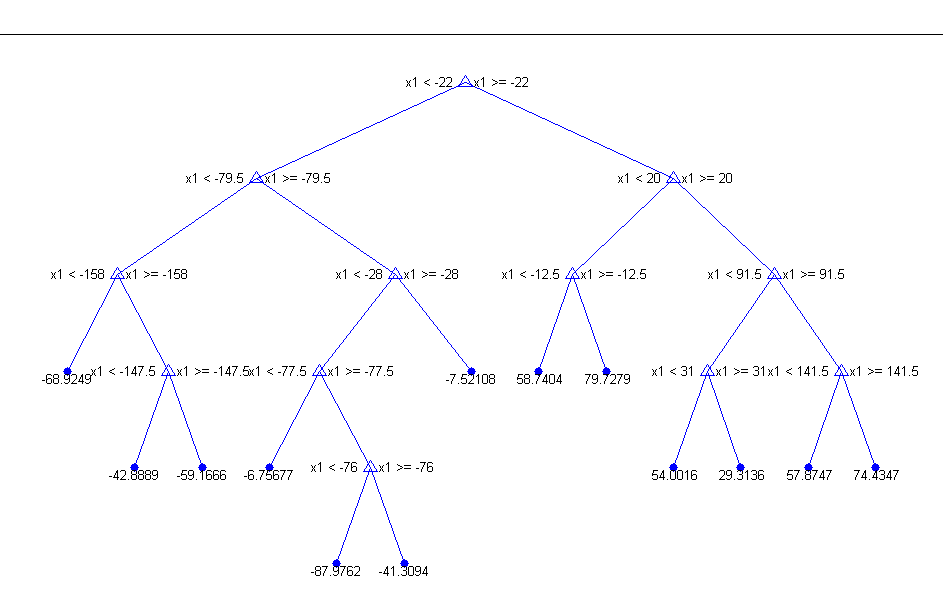 x1 < -22 x1 >= -22
x1 < -79.5 x1 >= -79.5 x1 < 20 x1 >= 20
x1 < -158 x1 >= -158 x1 < -28 x1 >= -28 x1 < -12.5 x1 >= -12.5 x1 < 91.5 x1 >= 91.5
-68.9249 x1 < -147.5 x1 >= -147.5 x1 < -77.5 x1 >= -77.5 -7.52108 58.7404 79.7279 x1 < 31 x1 >= 31 x1 < 141.5 x1 >= 141.5
-42.8889 -59.1666 -6.75677 x1 < -76 x1 >= -76 54.0016 29.3136 57.8747 74.4347
-87.9762 -41.3094